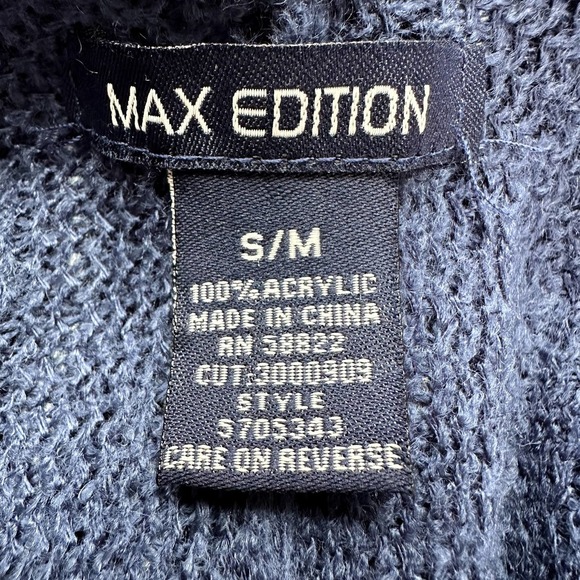 MAX EDITION
S/M
100% ACRYLIC
MADE IN CHINA
RN 58822
CUT:3000909
STYLE
S70S343
CARE ON REVERSE